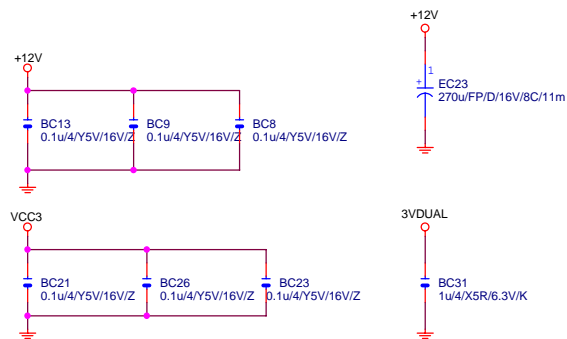 +12V
+12V
1
+
EC23
270u/FP/D/16V/8C/11m
BC13
0.1u/4/Y5V/16V/Z
BC9
0.1u/4/Y5V/16V/Z
BC8
0.1u/4/Y5V/16V/Z
VCC3
3VDUAL
BC21
0.1u/4/Y5V/16V/Z
BC26
0.1u/4/Y5V/16V/Z
BC23
0.1u/4/Y5V/16V/Z
BC31
1u/4/X5R/6.3V/K